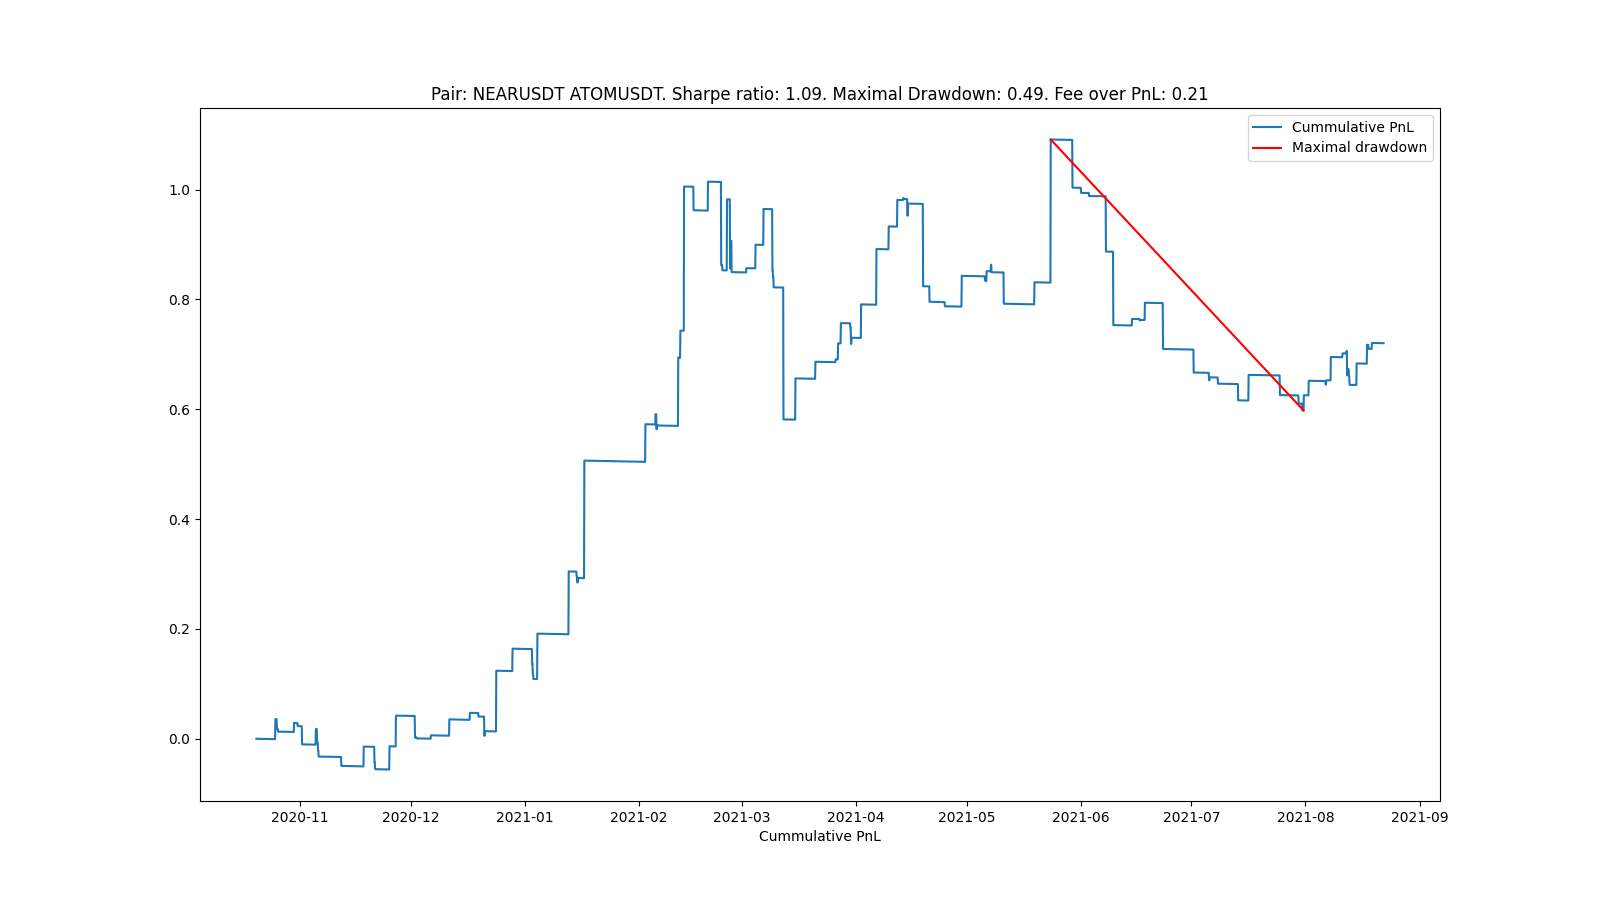 Pair: NEARUSDT ATOMUSDT. Sharpe ratio: 1.09. Maximal Drawdown: 0.49. Fee over PnL: 0.21
Cummulative PnL
Maximal drawdown
1.0
0.8
0.6
0.4
0.2
0.0
2020-11 2020-12 2021-01 2021-02 2021-03 2021-04 2021-05 2021-06 2021-07 2021-08 2021-09
Cummulative PnL